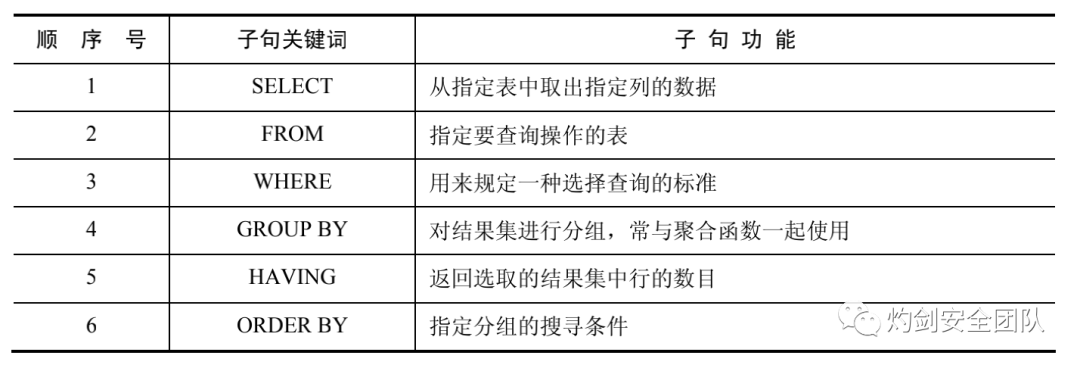 顺 序 号 子句关键词 子 句 功 能
1 SELECT 从指定表中取出指定列的数据
2 FROM 指定要查询操作的表
3 WHERE 用来规定一种选择查询的标准
4 GROUP BY 对结果集进行分组，常与聚合函数一起使用
5 HAVING 返回选取的结果集中行的数目
6 ORDER BY 指定分组的搜寻条件
灼剑安全团队